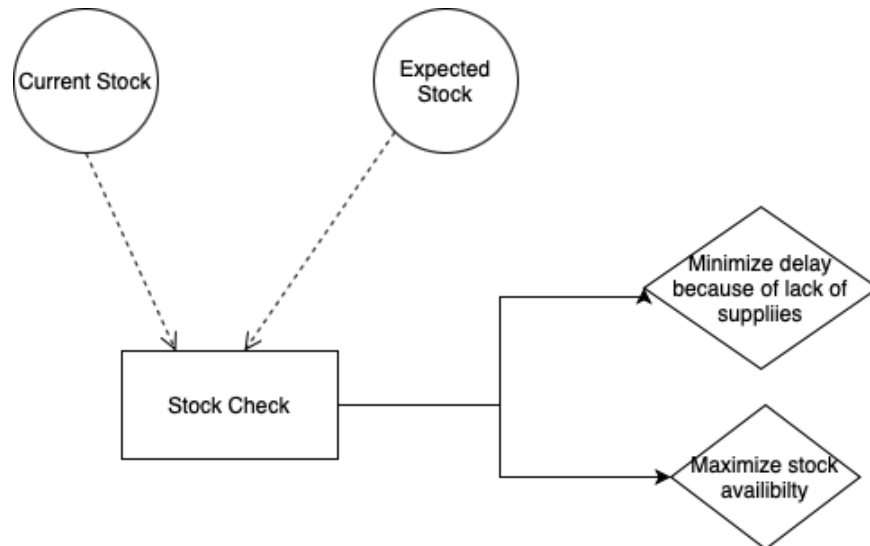 Current Stock
Expected
Stock
Minimize delay
because of lack of
suppliies
Stock Check
Maximize stock
availibilty